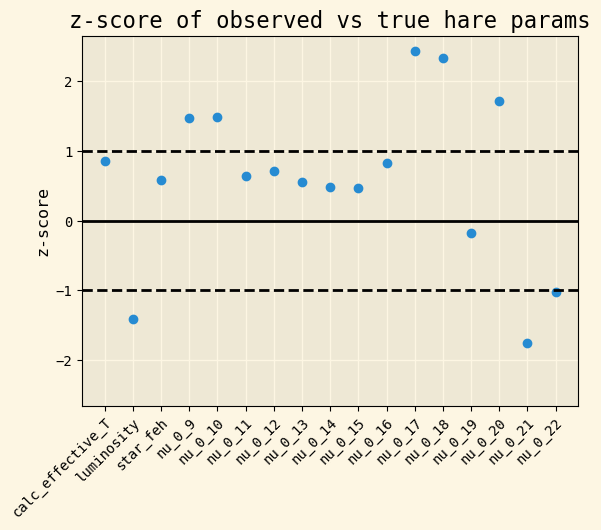 z-score of observed vs true hare params
z-score
2
1
0
−1
−2
calc_effective_T
luminosity
star_feh
nu_0_9
nu_0_10
nu_0_11
nu_0_12
nu_0_13
nu_0_14
nu_0_15
nu_0_16
nu_0_17
nu_0_18
nu_0_19
nu_0_20
nu_0_21
nu_0_22